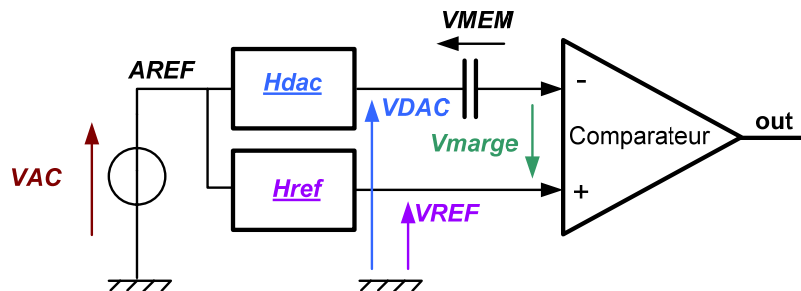 VMEM
AREF
Hdac
VDAC
-
Vmarge
Comparateur
out
VAC
Href
VREF
+